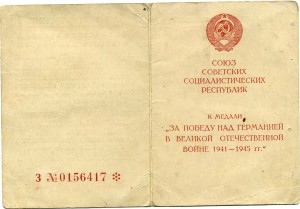 З №0156417 *
СОЮЗ
СОВЕТСКИХ
СОЦИАЛИСТИЧЕСКИХ
РЕСПУБЛИК
К МЕДАЛИ
„ЗА ПОБЕДУ НАД ГЕРМАНИЕЙ
В ВЕЛИКОЙ ОТЕЧЕСТВЕННОЙ
ВОЙНЕ 1941—1945 гг."